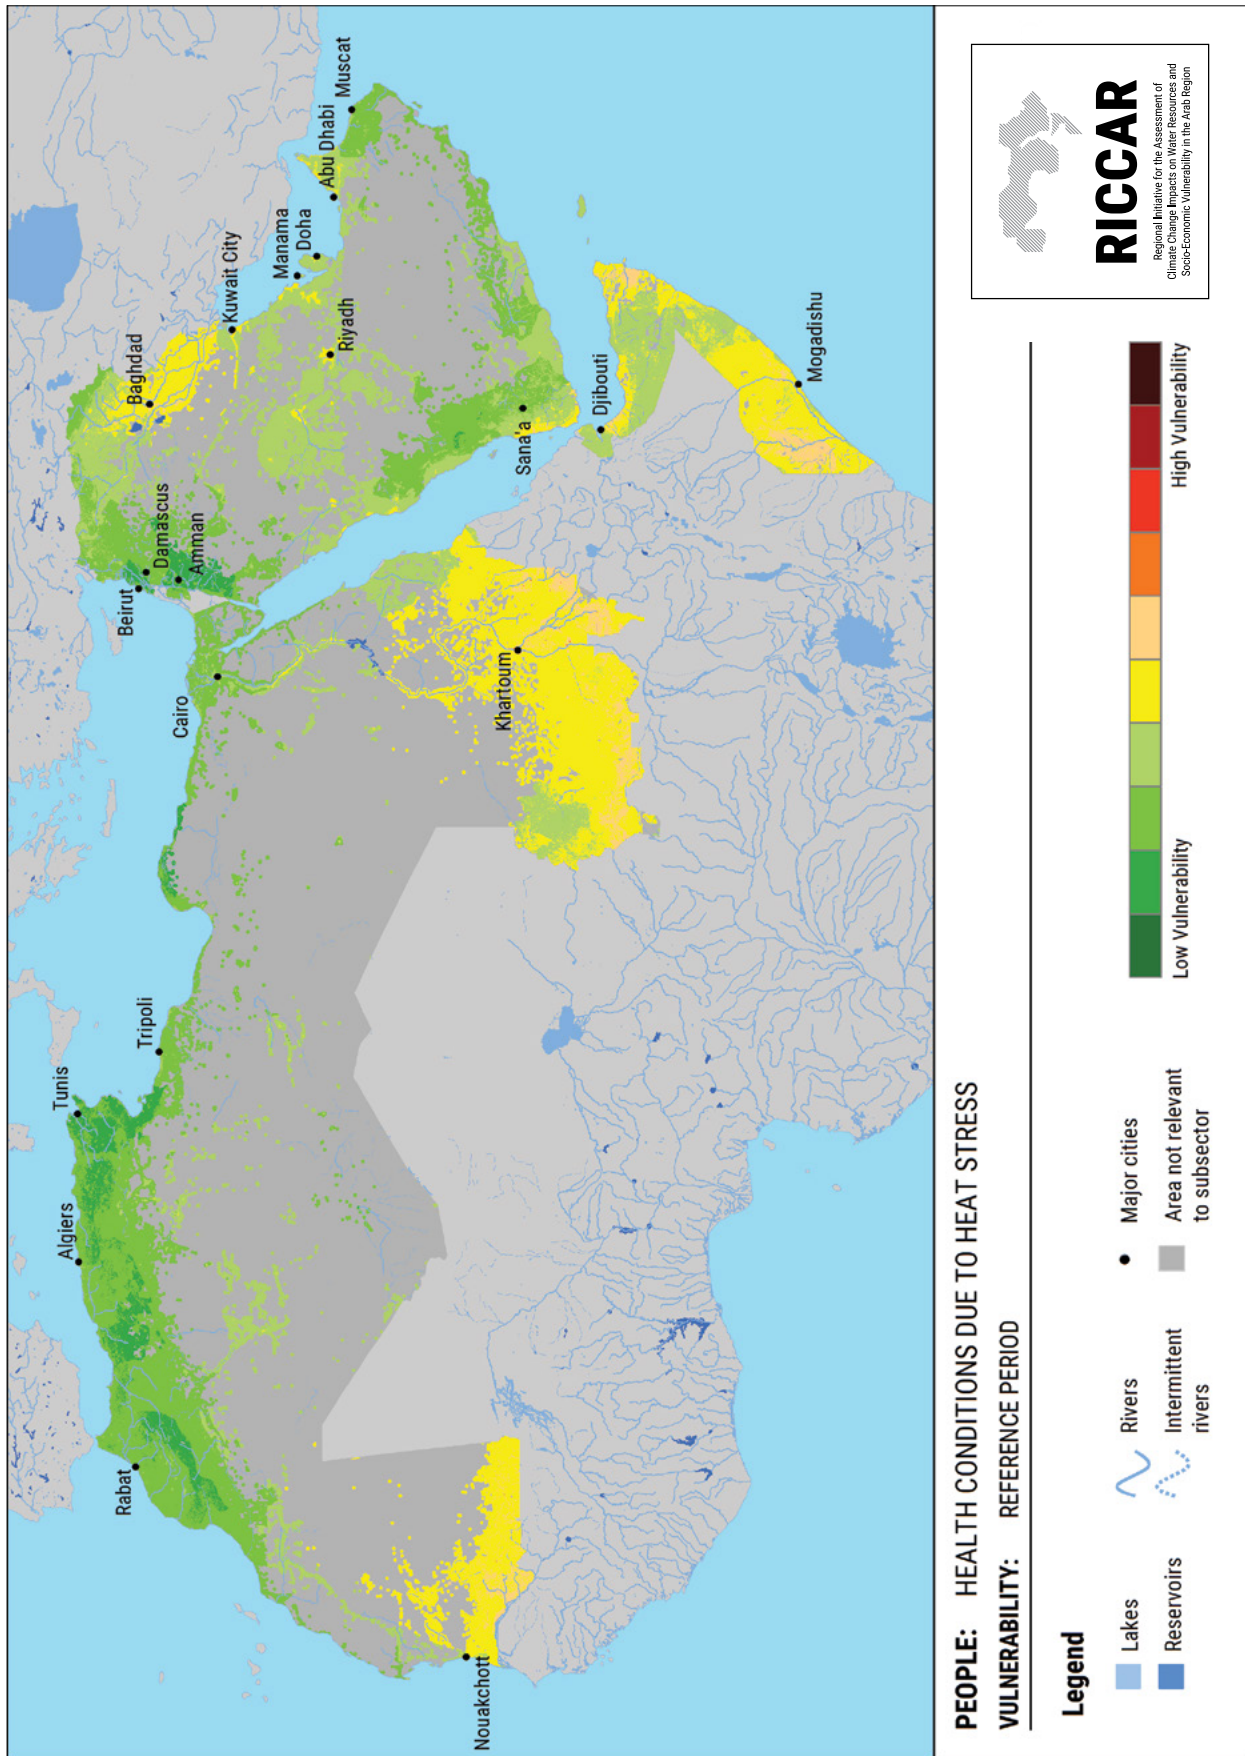 Rabat
Algiers
Tunis
Tripoli
Cairo
Beirut
Damascus
Amman
Baghdad
Kuwait City
Manama
Doha
Abu Dhabi
Muscat
Riyadh
Sana'a
Djibouti
Mogadishu
Khartoum
Nouakchott
PEOPLE: HEALTH CONDITIONS DUE TO HEAT STRESS
VULNERABILITY: REFERENCE PERIOD
Legend
Lakes
Reservoirs
Rivers
Intermittent
rivers
Major cities
Area not relevant
to subsector
Low Vulnerability
High Vulnerability
RICCAR
Regional Initiative for the Assessment of
Climate Change Impacts on Water Resources and
Socio-Economic Vulnerability in the Arab Region